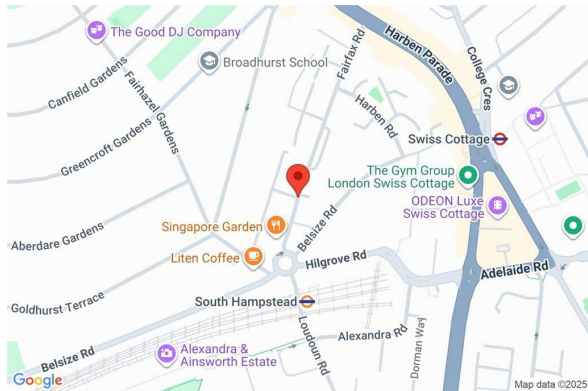 The Good DJ Company
Canfield Gardens
Fairhazel Gardens
Broadhurst School
Fairfax Rd
Harben Parade
College Cres
Greencroft Gardens
Harben Rd
Swiss Cottage
The Gym Group
London Swiss Cottage
ODEON Luxe
Swiss Cottage
Singapore Garden
Belsize Rd
Aberdare Gardens
Liten Coffee
Hilgrove Rd
Adelaide Rd
Goldhurst Terrace
South Hampstead
Loudoun Rd
Alexandra Rd
Dorman Way
Belsize Rd
Alexandra &
Ainsworth Estate
Google
Map data ©2025